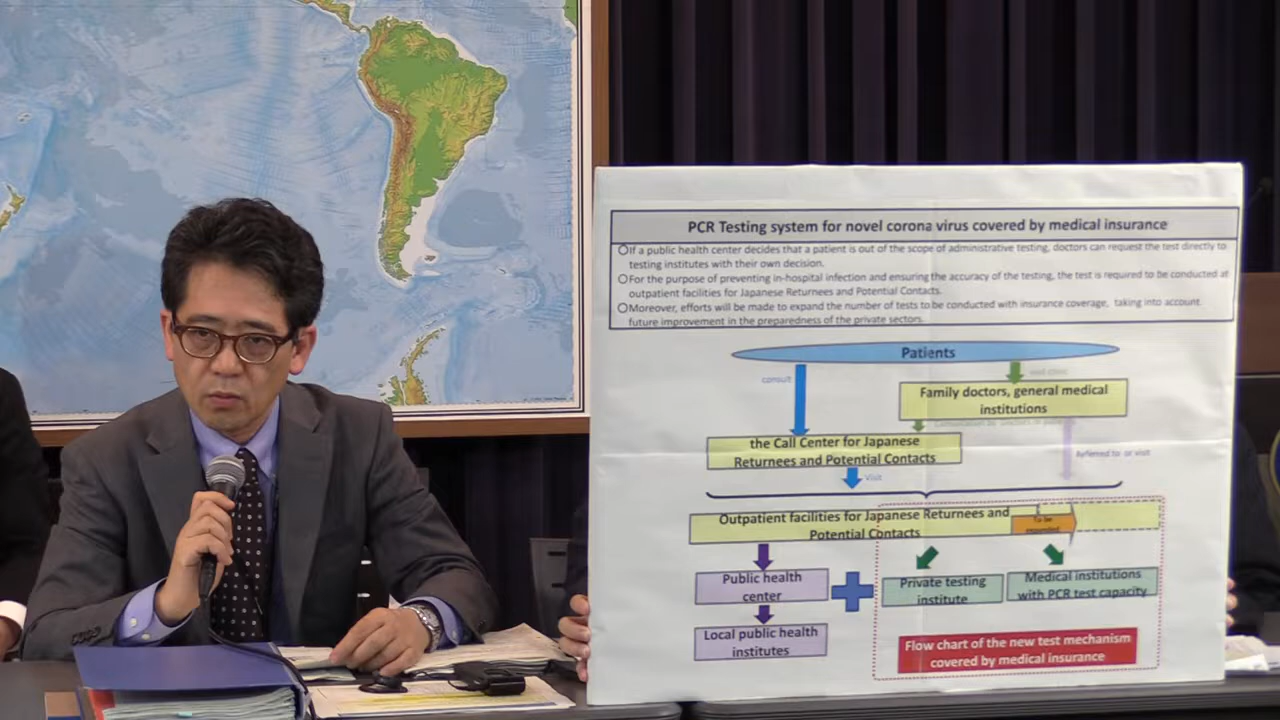 PCR Testing system for novel corona virus covered by medical insurance
○If a public health center decides that a patient is out of the scope of administrative testing, doctors can request the test directly to
testing institutes with their own decision.
○For the purpose of preventing in-hospital infection and ensuring the accuracy of the testing, the test is required to be conducted at
outpatient facilities for Japanese Returnees and Potential Contacts.
○Moreover, efforts will be made to expand the number of tests to be conducted with insurance coverage, taking into account
future improvement in the preparedness of the private sectors.
Patients
consult
Family doctors, general medical
institutions
the Call Center for Japanese
Returnees and Potential Contacts
Referred to or visit
Visit
Outpatient facilities for Japanese Returnees and
Potential Contacts
To be
expanded
Public health
center
Private testing
institute
Medical institutions
with PCR test capacity
Local public health
institutes
Flow chart of the new test mechanism
covered by medical insurance